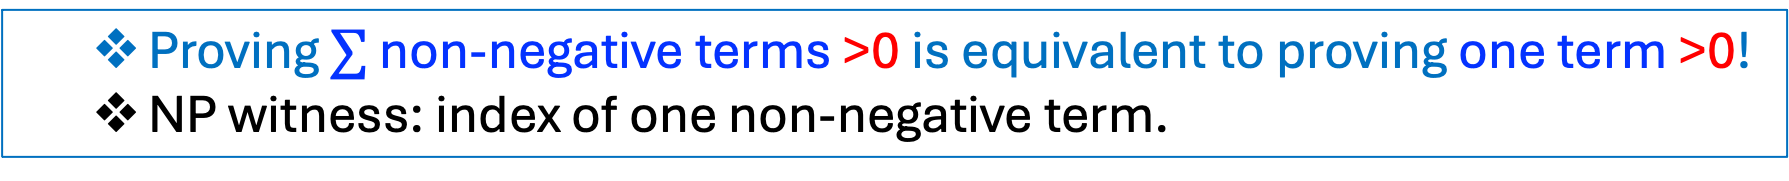 ❖ Proving ∑ non-negative terms >0 is equivalent to proving one term >0!
❖ NP witness: index of one non-negative term.